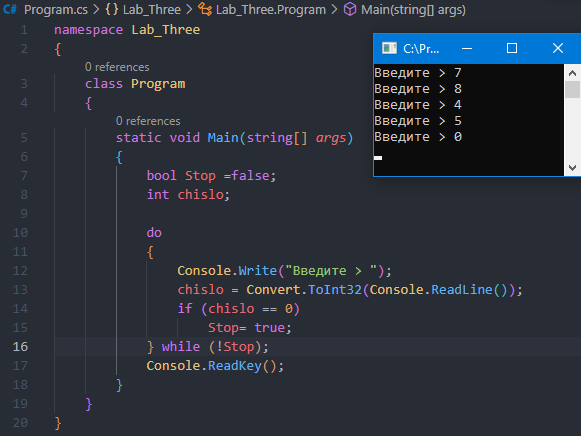 C# Program.cs > {} Lab_Three > Lab_Three.Program > Main(string[] args)
1 namespace Lab_Three
2 {
0 references
3 class Program
4 {
0 references
5 static void Main(string[] args)
6 {
7 bool Stop =false;
8 int chislo;
9
10 do
11 {
12 Console.Write("Введите > ");
13 chislo = Convert.ToInt32(Console.ReadLine());
14 if (chislo == 0)
15 Stop= true;
16 } while (!Stop);
17 Console.ReadKey();
18 }
19 }
20 }
C:\Pr...
Введите > 7
Введите > 8
Введите > 4
Введите > 5
Введите > 0